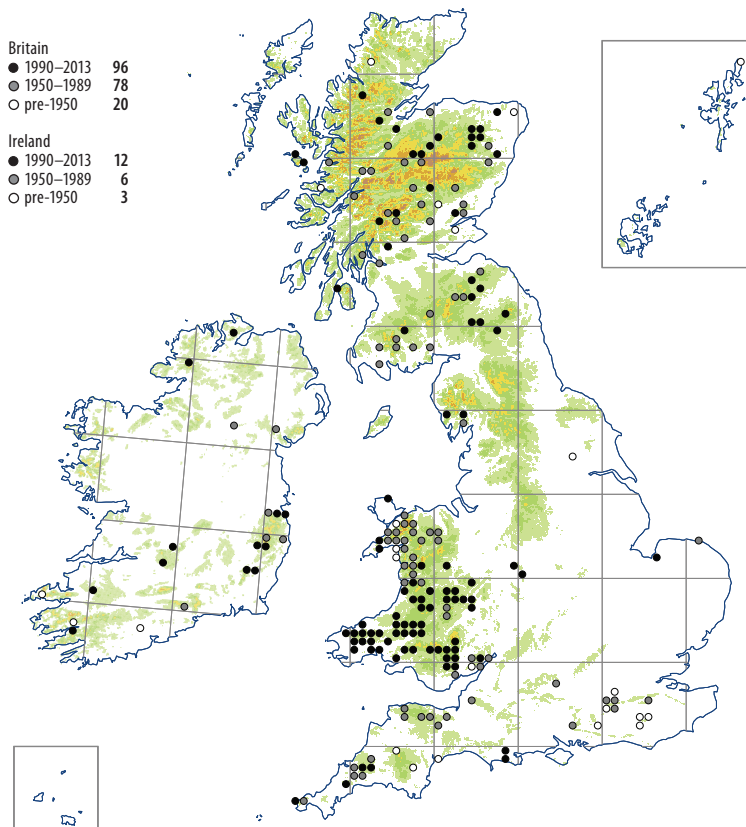 Britain
● 1990–2013 96
● 1950–1989 78
○ pre-1950 20
Ireland
● 1990–2013 12
● 1950–1989 6
○ pre-1950 3